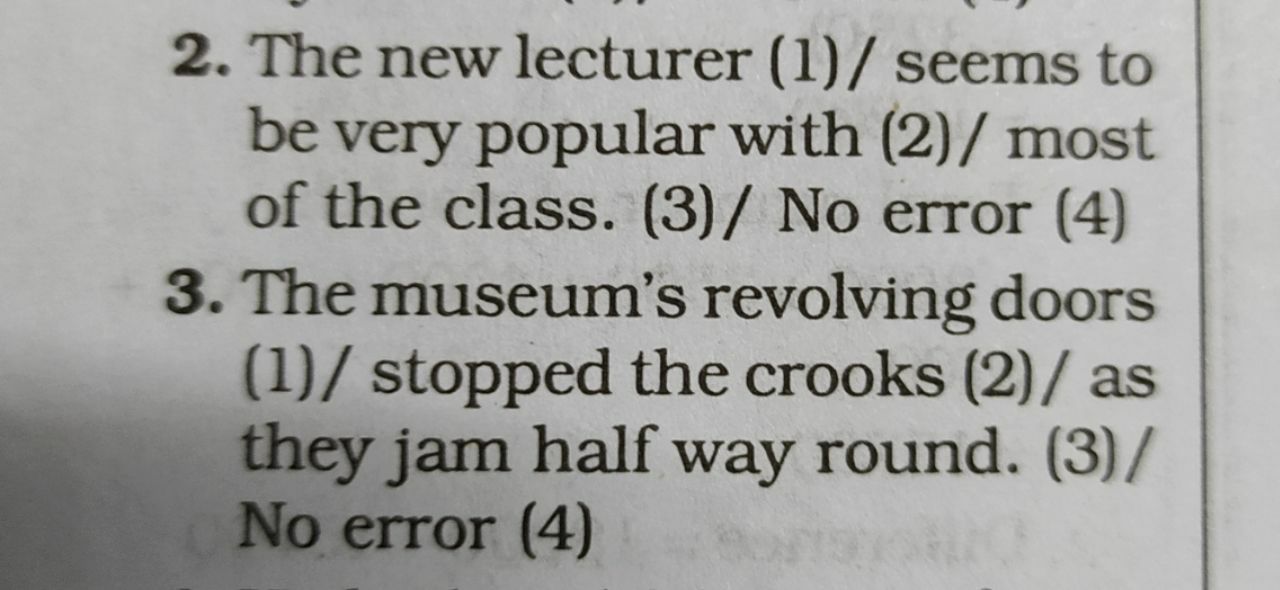 2. The new lecturer (1)/ seems to
be very popular with (2)/ most
of the class. (3)/ No error (4)
3. The museum's revolving doors
(1)/ stopped the crooks (2)/ as
they jam half way round. (3)/
No error (4)